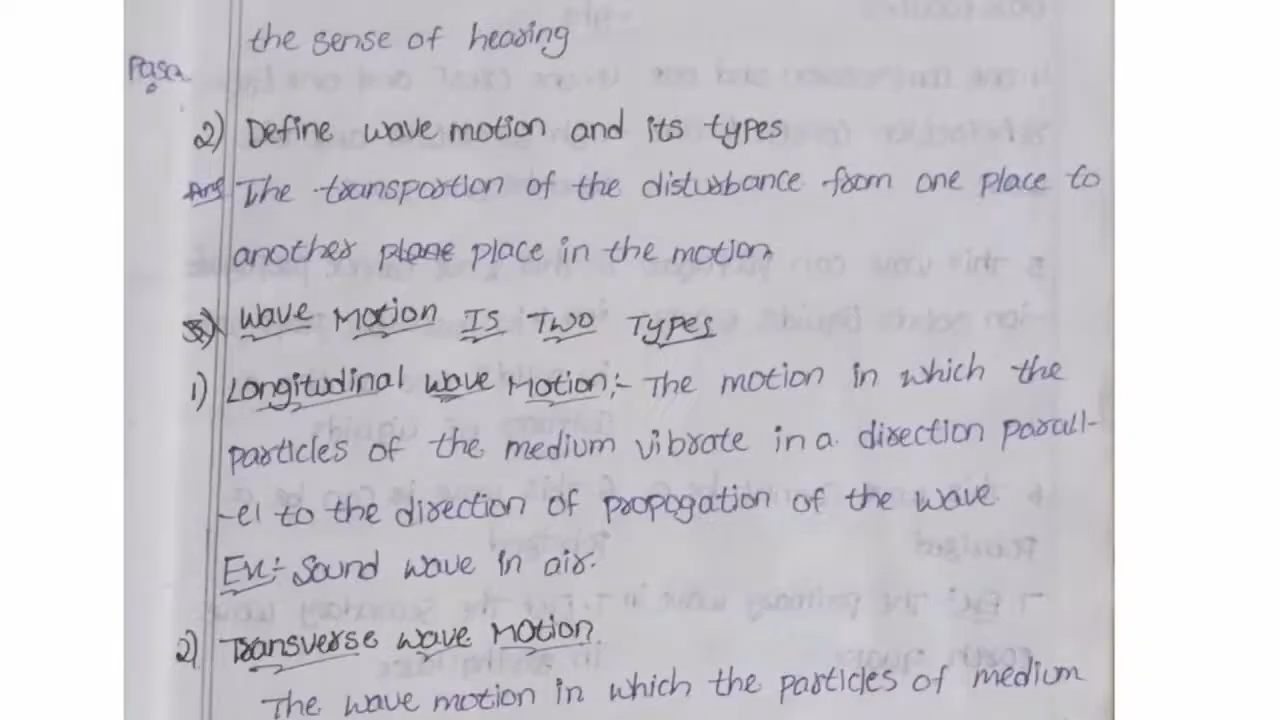 the sense of hearing
2) Define wave motion and its types
Ans The transportion of the disturbance from one place to
another plane place in the motion
3) Wave Motion Is Two Types
1) Longitudinal wave Motion:- The motion in which the
particles of the medium vibrate in a direction parall-
-el to the direction of propogation of the wave
Ex:- Sound wave in air.
2) Transverse wave Motion
The wave motion in which the particles of medium